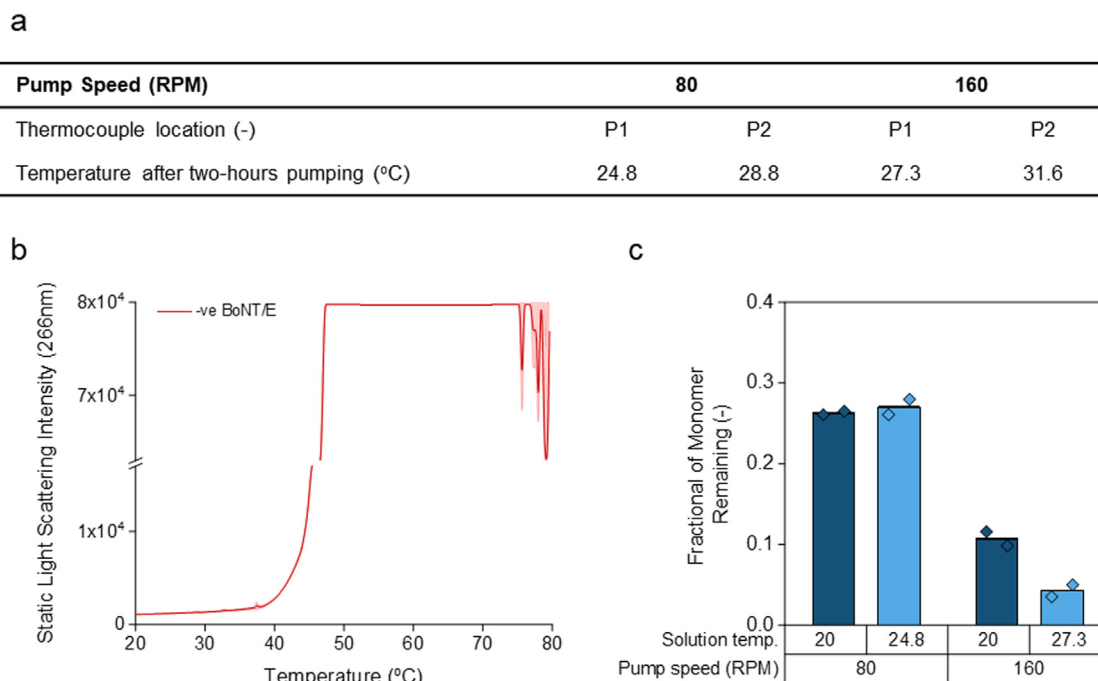 a
Pump Speed (RPM) 80 160
Thermocouple location (-) P1 P2 P1 P2
Temperature after two-hours pumping (ºC) 24.8 28.8 27.3 31.6
b
Static Light Scattering Intensity (266nm)
8x10⁴
7x10⁴
1x10⁴
0
-ve BoNT/E
20 30 40 50 60 70 80
Temperature (ºC)
c
Fractional of Monomer
Remaining (-)
0.4
0.3
0.2
0.1
0.0
Solution temp. 20 24.8 20 27.3
Pump speed (RPM) 80 160